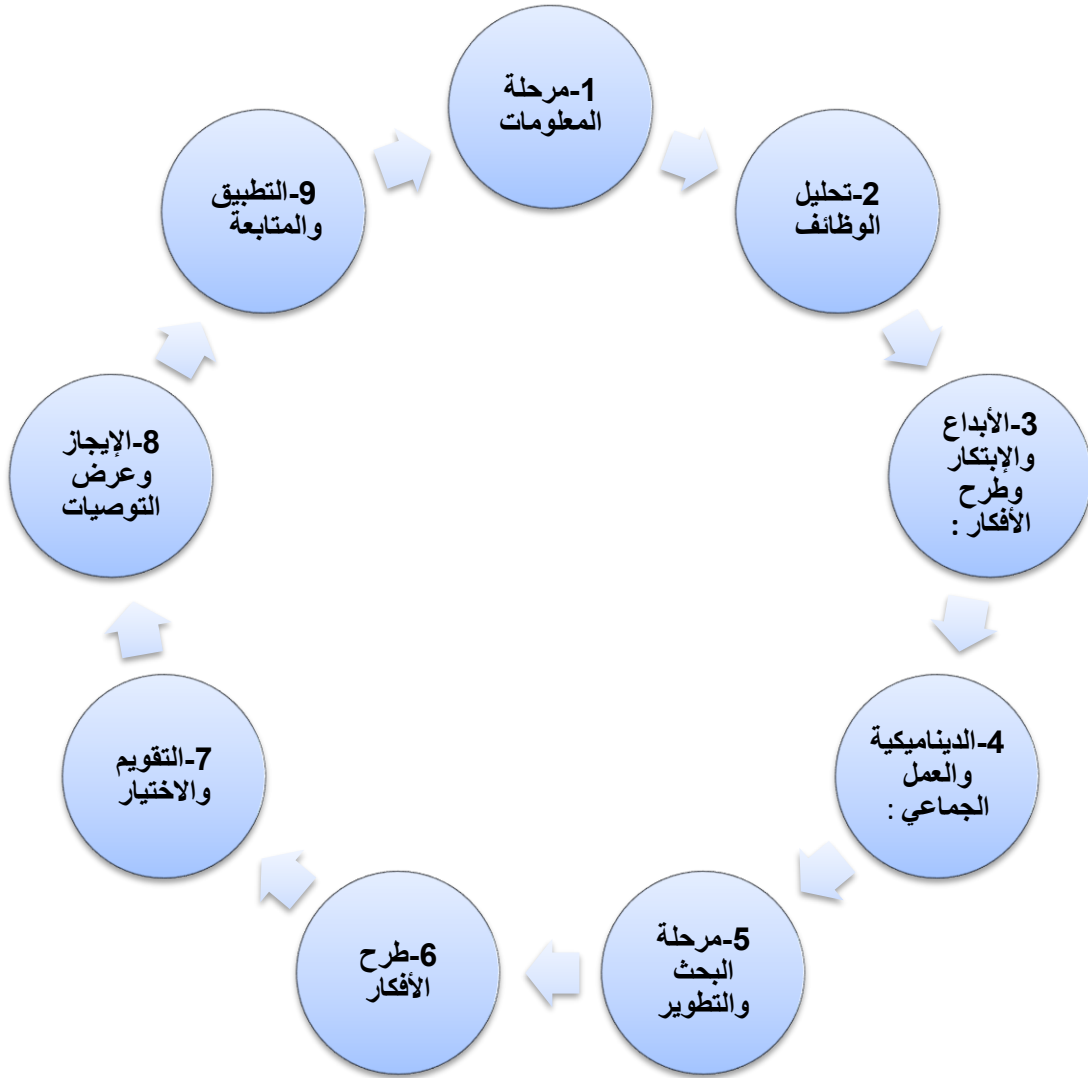 1-مرحلة
المعلومات
2-تحليل
الوظائف
3-الأبداع
والإبتكار
وطرح
الأفكار :
4-الديناميكية
والعمل
الجماعي :
5-مرحلة
البحث
والتطوير
6-طرح
الأفكار
7-التقويم
والاختيار
8-الإيجاز
وعرض
التوصيات
9-التطبيق
والمتابعة